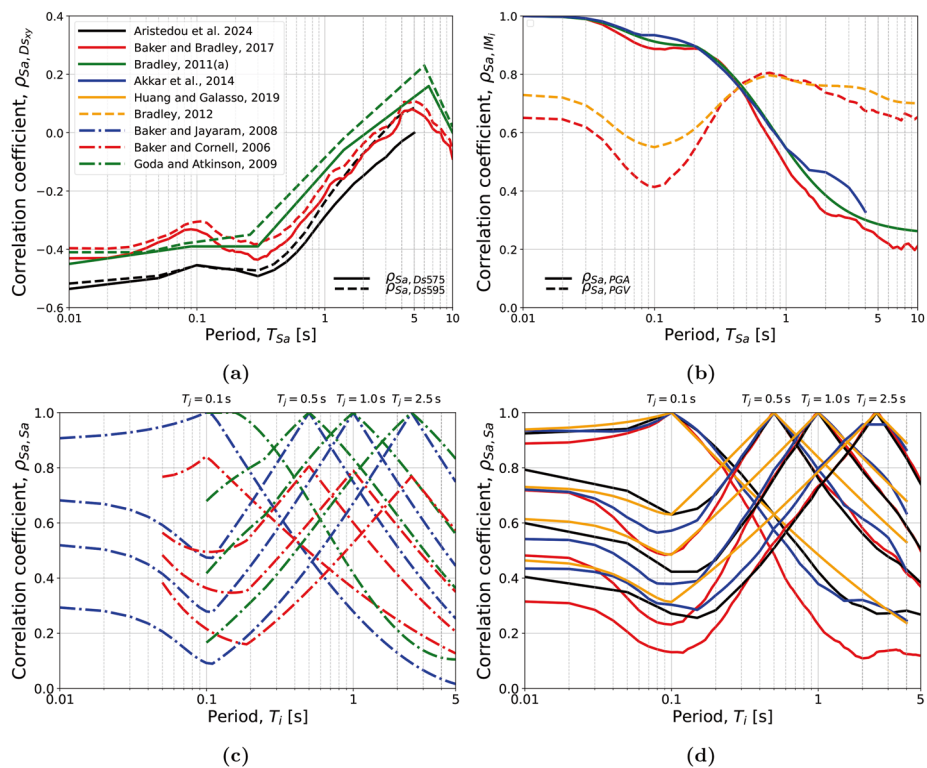 Correlation coefficient, ρSa, Dsxy
0.4
0.2
0.0
−0.2
−0.4
−0.6
Aristedou et al. 2024
Baker and Bradley, 2017
Bradley, 2011(a)
Akkar et al., 2014
Huang and Galasso, 2019
Bradley, 2012
Baker and Jayaram, 2008
Baker and Cornell, 2006
Goda and Atkinson, 2009
ρSa, Ds575
ρSa, Ds595
0.01
0.1
1
5
10
Period, TSa [s]
(a)
Correlation coefficient, ρSa, IMi
1.0
0.8
0.6
0.4
0.2
0.0
ρSa, PGA
ρSa, PGV
0.01
0.1
1
5
10
Period, TSa [s]
(b)
Tj = 0.1 s
Tj = 0.5 s
Tj = 1.0 s
Tj = 2.5 s
Correlation coefficient, ρSa, Sa
1.0
0.8
0.6
0.4
0.2
0.0
0.01
0.1
1
5
Period, Ti [s]
(c)
Tj = 0.1 s
Tj = 0.5 s
Tj = 1.0 s
Tj = 2.5 s
Correlation coefficient, ρSa, Sa
1.0
0.8
0.6
0.4
0.2
0.0
0.01
0.1
1
5
Period, Ti [s]
(d)